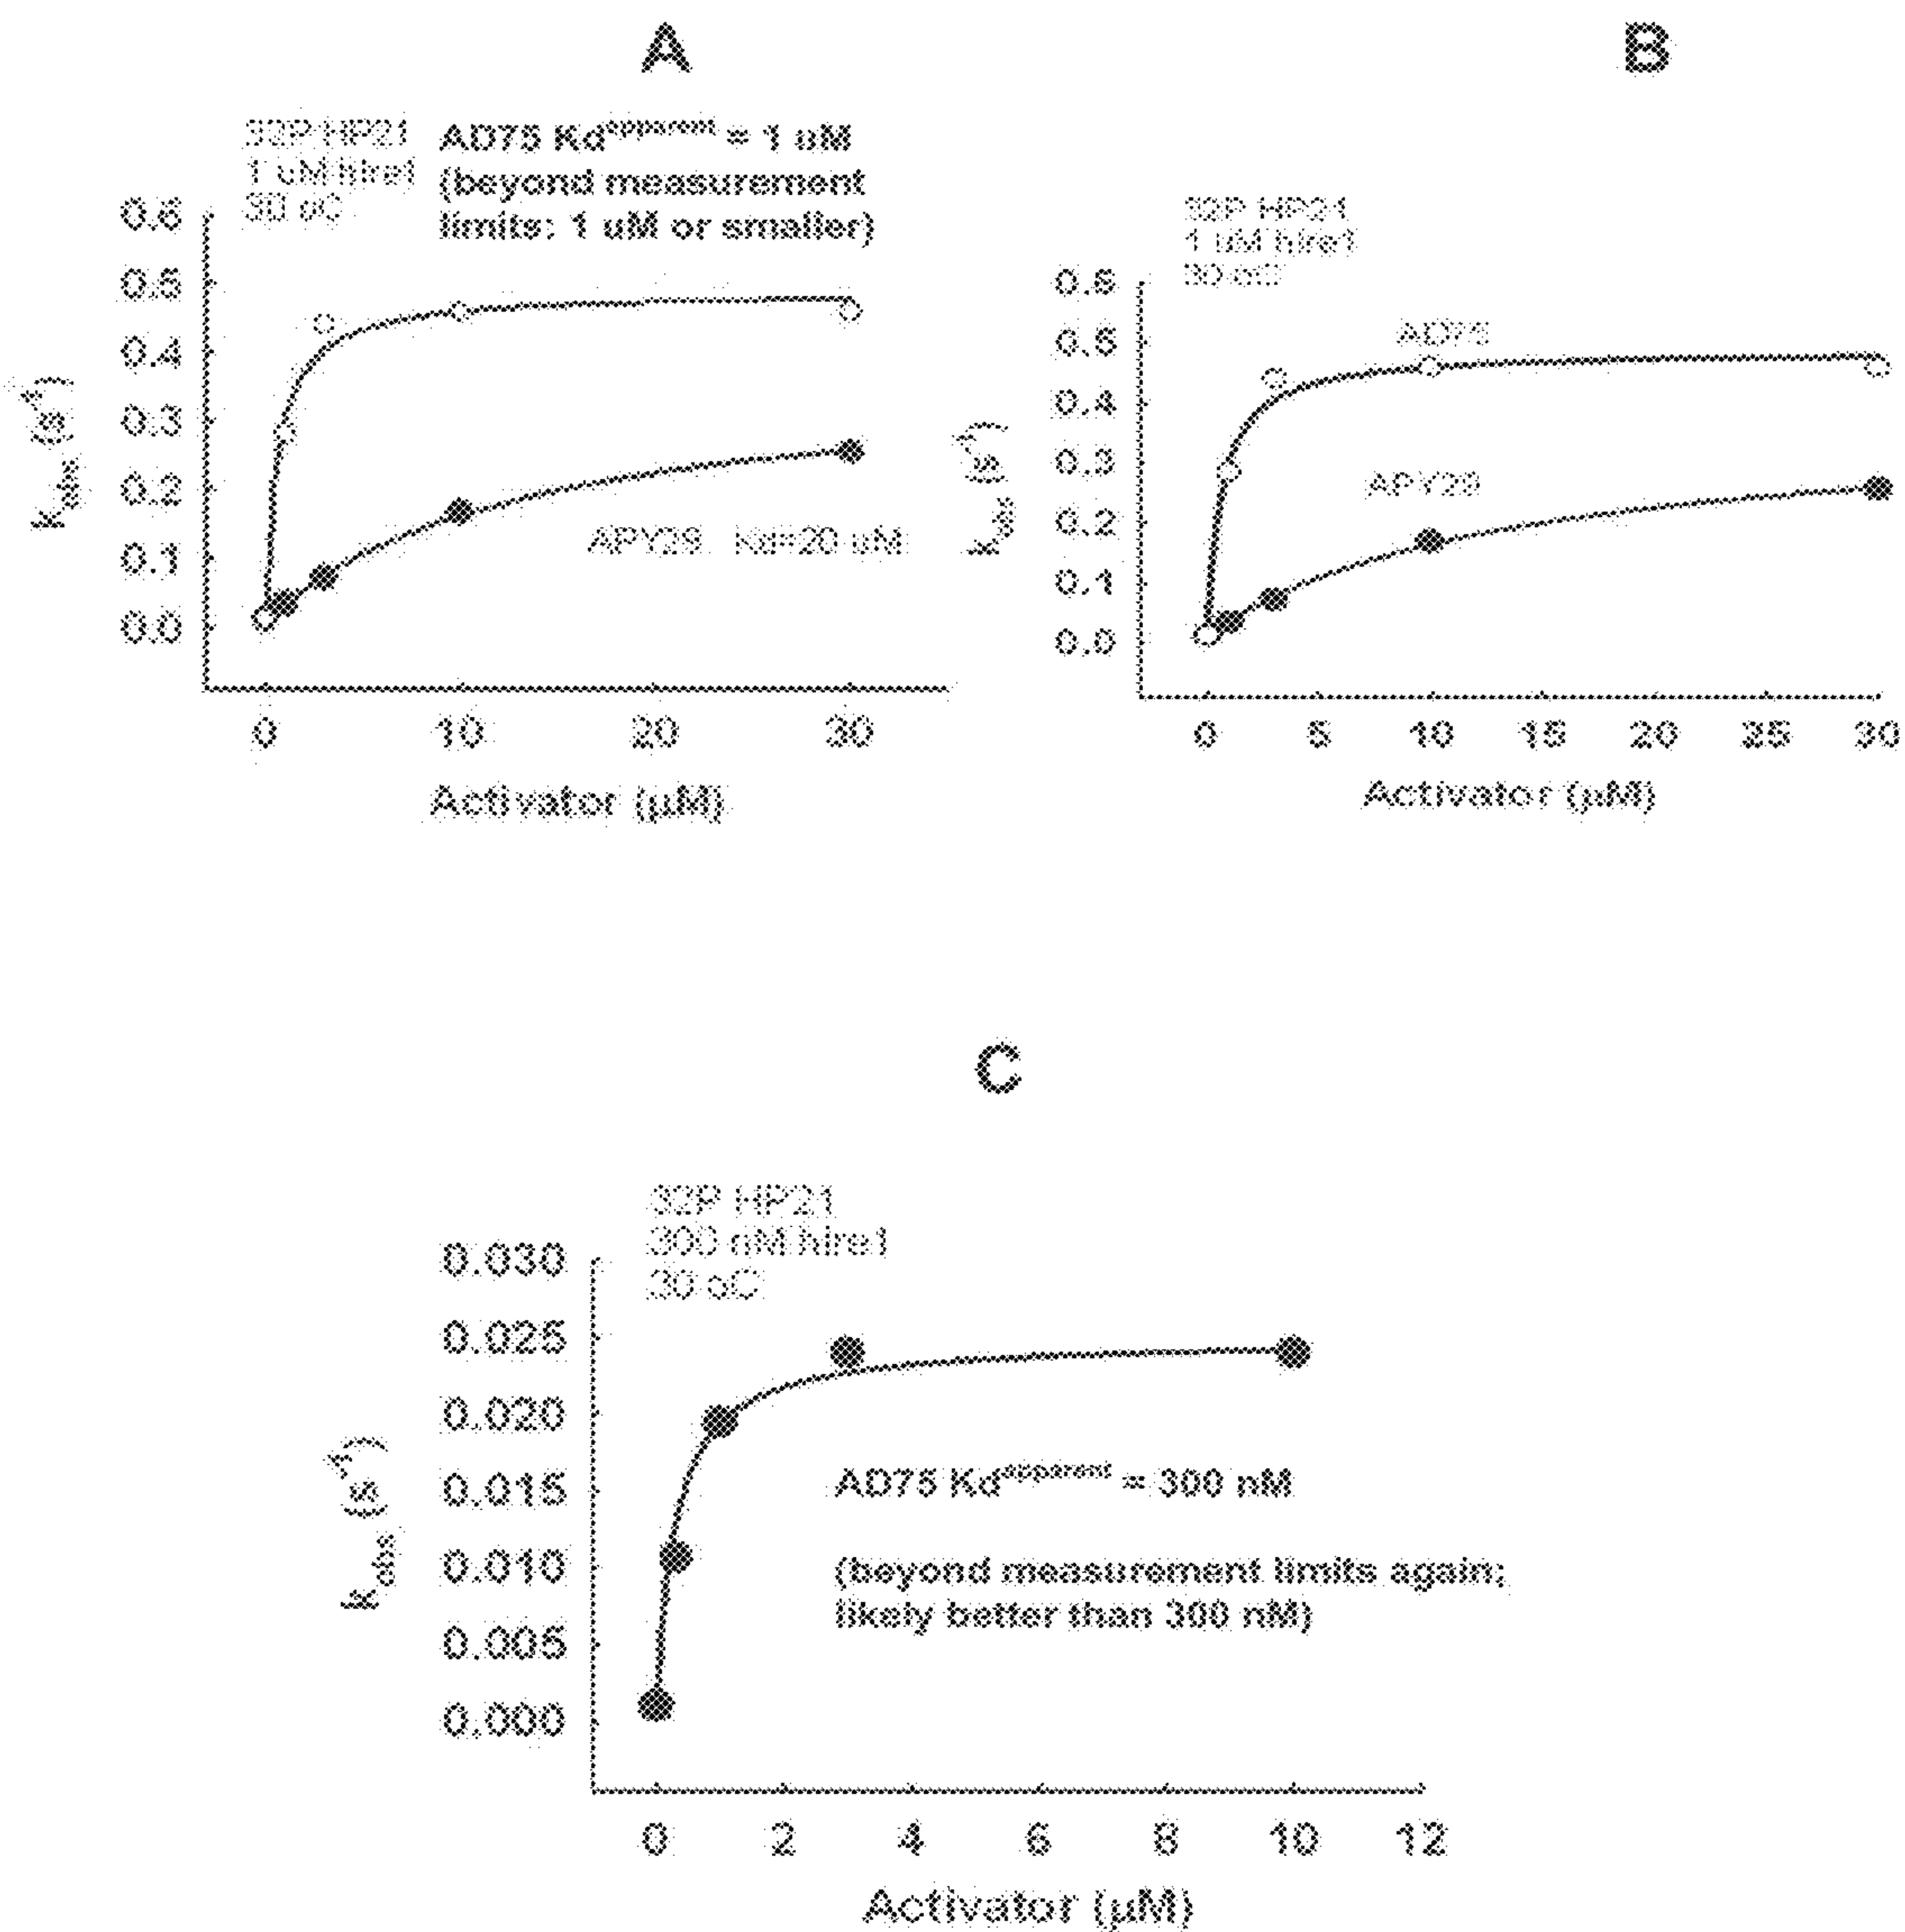 A
32P HP21
1 uM hire1
30 oC
AD75 Kd^apparent = 1 uM
(beyond measurement
limits: 1 uM or smaller)
0.6
0.5
0.4
0.3
0.2
0.1
0.0
k_obs (s^-1)
APY29 Kd=20 uM
0 10 20 30
Activator (µM)
B
32P HP21
1 uM hire1
30 oC
0.6
0.5
0.4
0.3
0.2
0.1
0.0
k_obs (s^-1)
AD75
APY29
0 5 10 15 20 25 30
Activator (µM)
C
32P HP21
300 nM hire1
30 oC
0.030
0.025
0.020
0.015
0.010
0.005
0.000
k_obs (s^-1)
AD75 Kd^apparent = 300 nM
(beyond measurement limits again;
likely better than 300 nM)
0 2 4 6 8 10 12
Activator (µM)